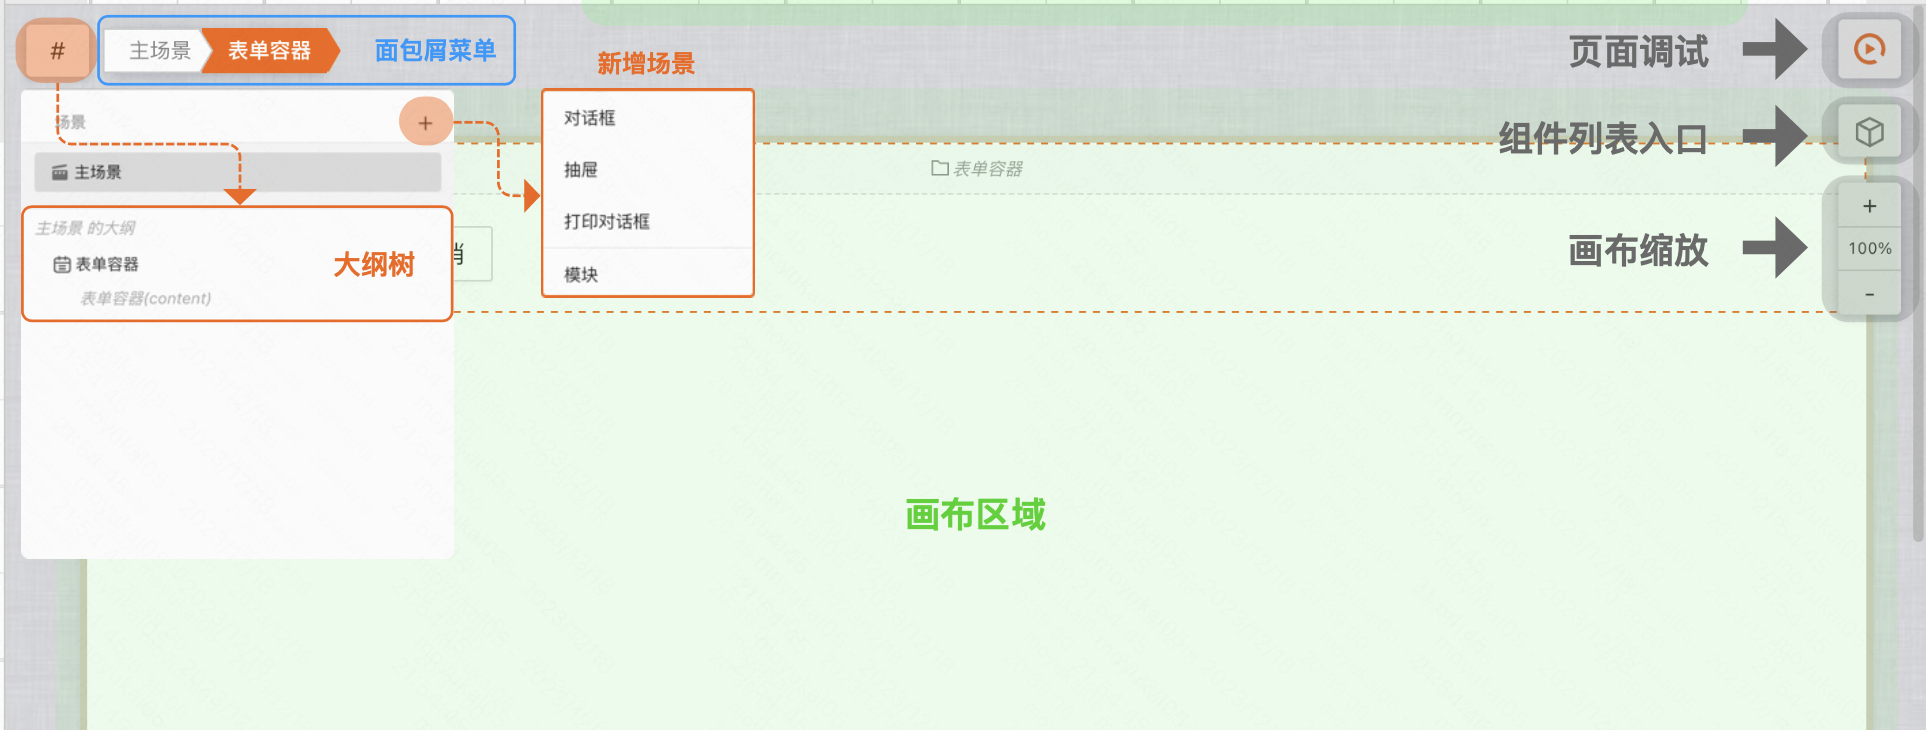 #
主场景
表单容器
面包屑菜单
新增场景
页面调试
场景
+
对话框
组件列表入口
主场景
抽屉
表单容器
主场景 的大纲
打印对话框
+
表单容器
大纲树
画布缩放
100%
模块
表单容器(content)
-
画布区域